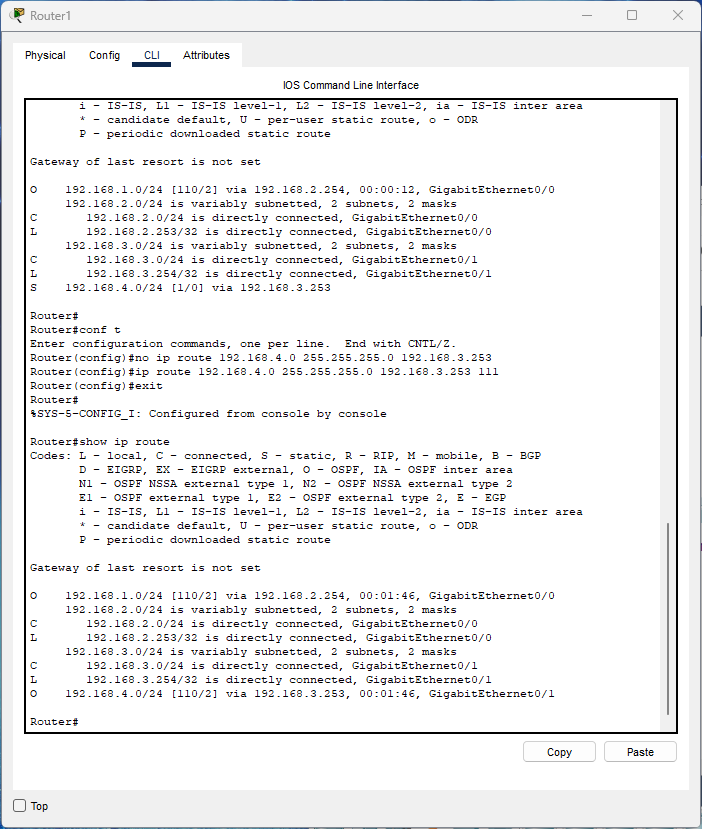 Router1
Physical Config CLI Attributes
IOS Command Line Interface
i - IS-IS, L1 - IS-IS level-1, L2 - IS-IS level-2, ia - IS-IS inter area
* - candidate default, U - per-user static route, o - ODR
P - periodic downloaded static route
Gateway of last resort is not set
O 192.168.1.0/24 [110/2] via 192.168.2.254, 00:00:12, GigabitEthernet0/0
192.168.2.0/24 is variably subnetted, 2 subnets, 2 masks
C 192.168.2.0/24 is directly connected, GigabitEthernet0/0
L 192.168.2.253/32 is directly connected, GigabitEthernet0/0
192.168.3.0/24 is variably subnetted, 2 subnets, 2 masks
C 192.168.3.0/24 is directly connected, GigabitEthernet0/1
L 192.168.3.254/32 is directly connected, GigabitEthernet0/1
S 192.168.4.0/24 [1/0] via 192.168.3.253
Router#
Router#conf t
Enter configuration commands, one per line. End with CNTL/Z.
Router(config)#no ip route 192.168.4.0 255.255.255.0 192.168.3.253
Router(config)#ip route 192.168.4.0 255.255.255.0 192.168.3.253 111
Router(config)#exit
Router#
%SYS-5-CONFIG_I: Configured from console by console
Router#show ip route
Codes: L - local, C - connected, S - static, R - RIP, M - mobile, B - BGP
D - EIGRP, EX - EIGRP external, O - OSPF, IA - OSPF inter area
N1 - OSPF NSSA external type 1, N2 - OSPF NSSA external type 2
E1 - OSPF external type 1, E2 - OSPF external type 2, E - EGP
i - IS-IS, L1 - IS-IS level-1, L2 - IS-IS level-2, ia - IS-IS inter area
* - candidate default, U - per-user static route, o - ODR
P - periodic downloaded static route
Gateway of last resort is not set
O 192.168.1.0/24 [110/2] via 192.168.2.254, 00:01:46, GigabitEthernet0/0
192.168.2.0/24 is variably subnetted, 2 subnets, 2 masks
C 192.168.2.0/24 is directly connected, GigabitEthernet0/0
L 192.168.2.253/32 is directly connected, GigabitEthernet0/0
192.168.3.0/24 is variably subnetted, 2 subnets, 2 masks
C 192.168.3.0/24 is directly connected, GigabitEthernet0/1
L 192.168.3.254/32 is directly connected, GigabitEthernet0/1
O 192.168.4.0/24 [110/2] via 192.168.3.253, 00:01:46, GigabitEthernet0/1
Router#
Copy Paste
Top